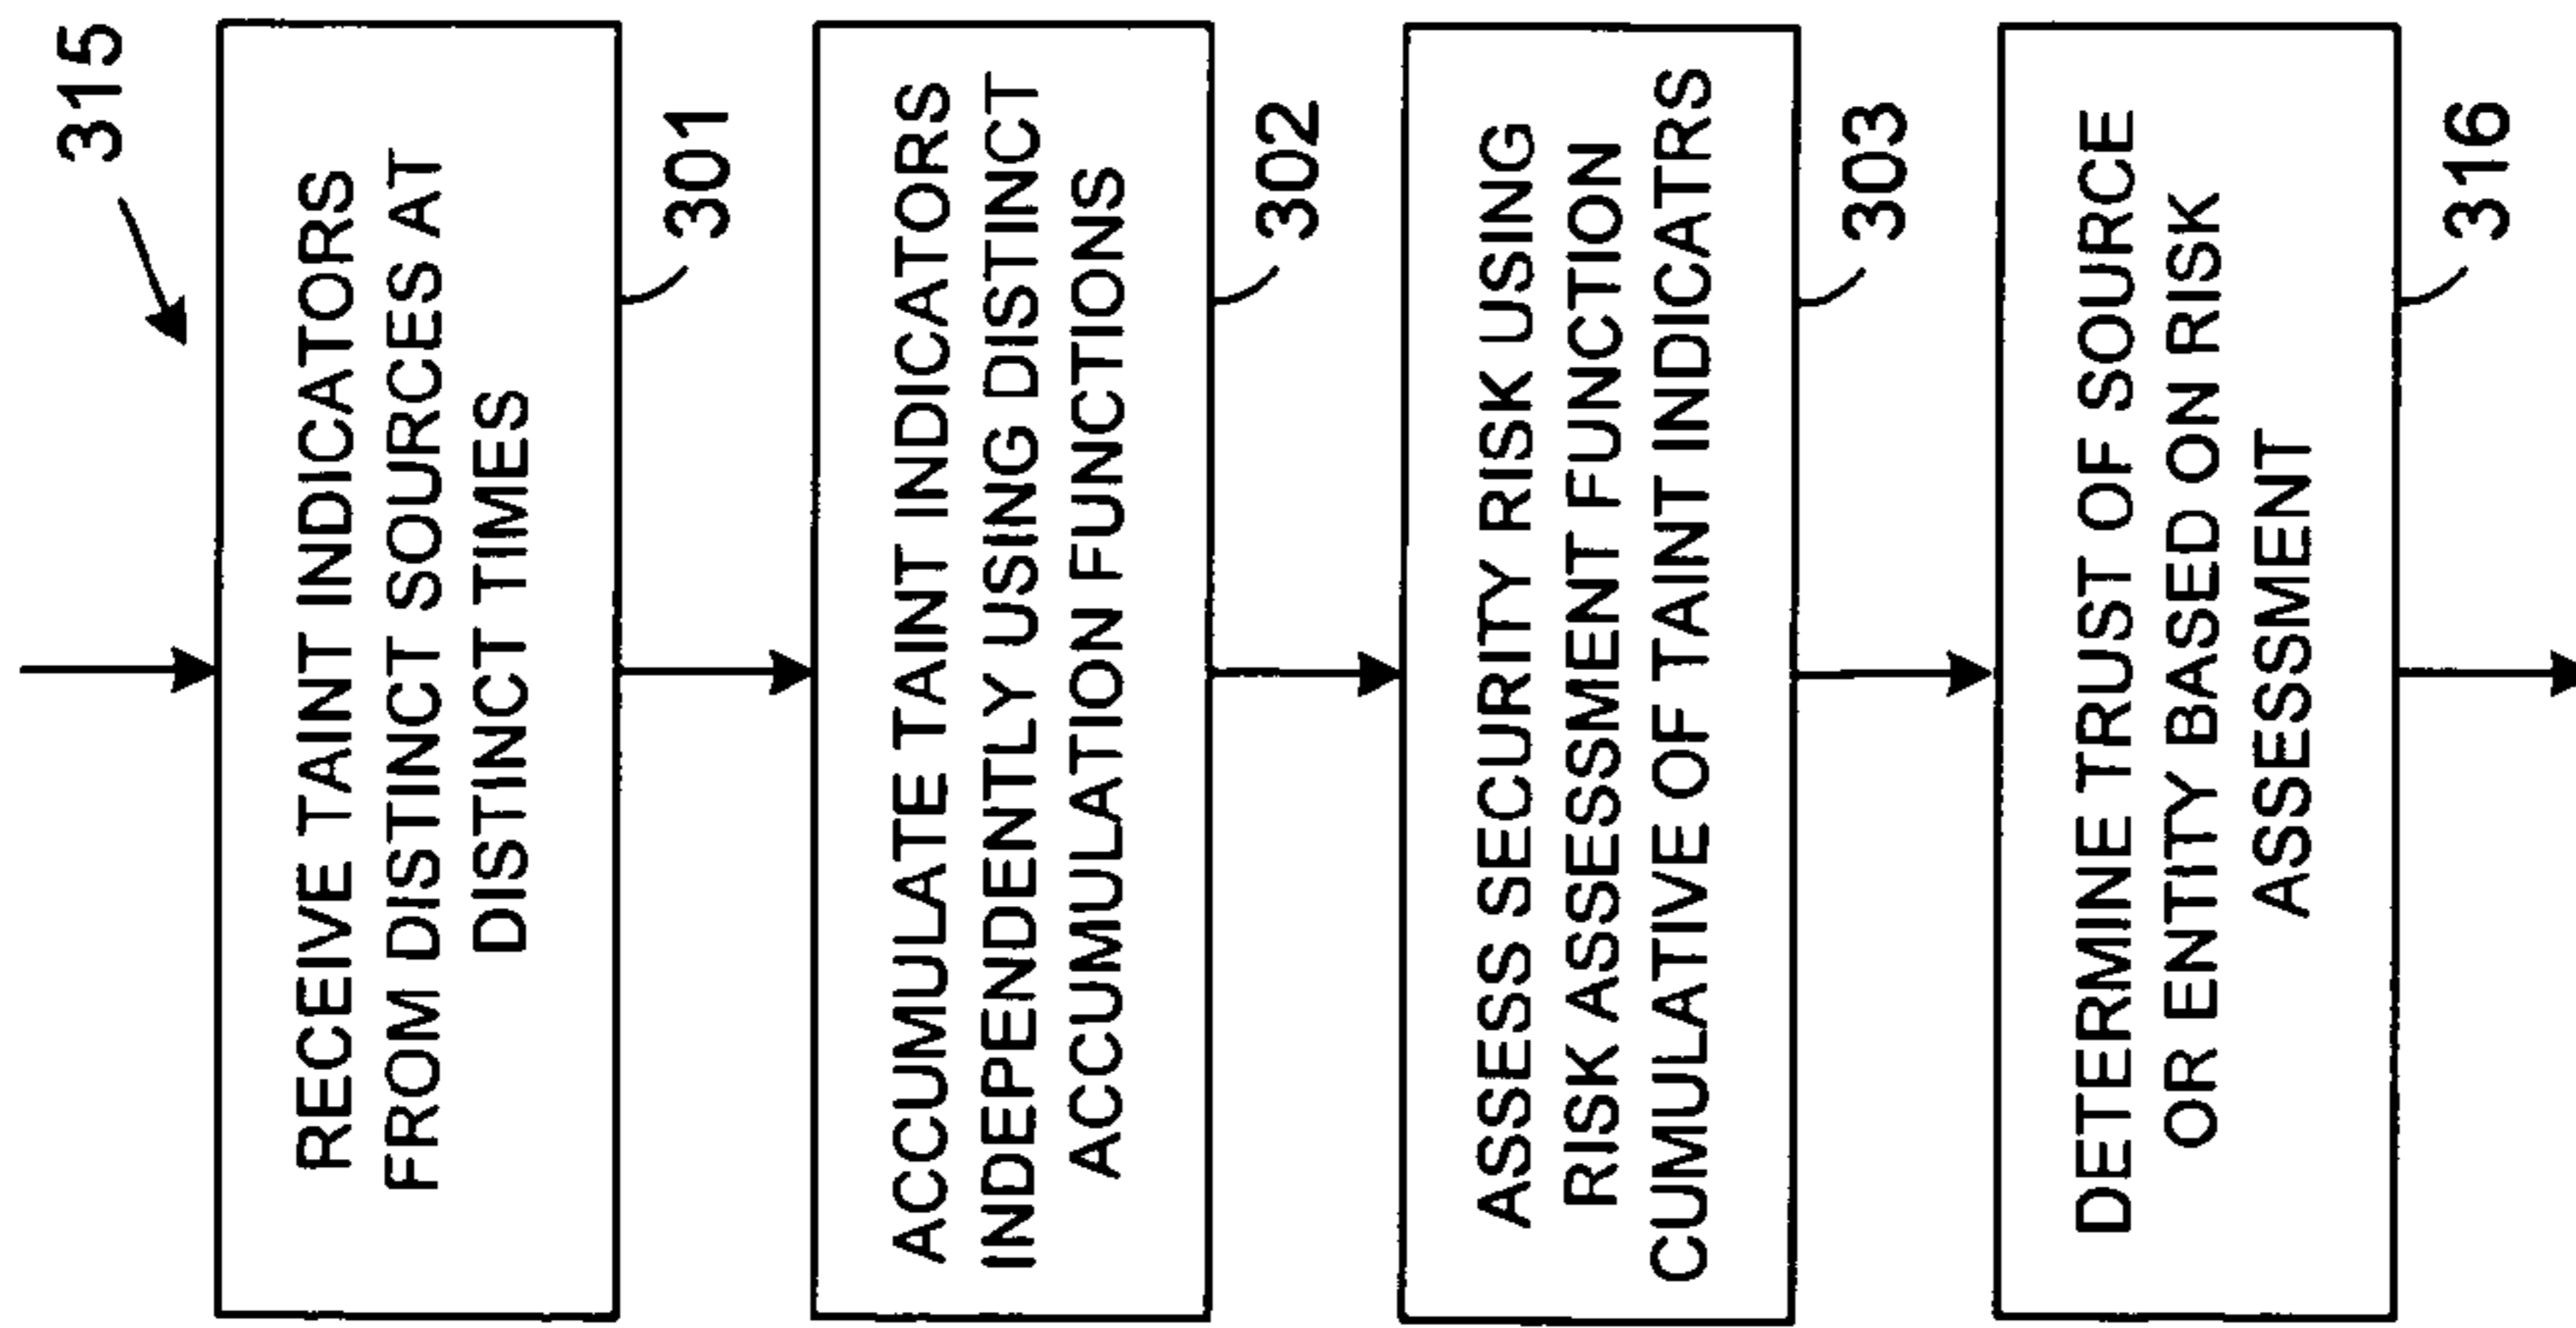 315
RECEIVE TAINT INDICATORS
FROM DISTINCT SOURCES AT
DISTINCT TIMES
301
ACCUMULATE TAINT INDICATORS
INDEPENDENTLY USING DISTINCT
ACCUMULATION FUNCTIONS
302
ASSESS SECURITY RISK USING
RISK ASSESSMENT FUNCTION
CUMULATIVE OF TAINT INDICATRS
303
DETERMINE TRUST OF SOURCE
OR ENTITY BASED ON RISK
ASSESSMENT
316